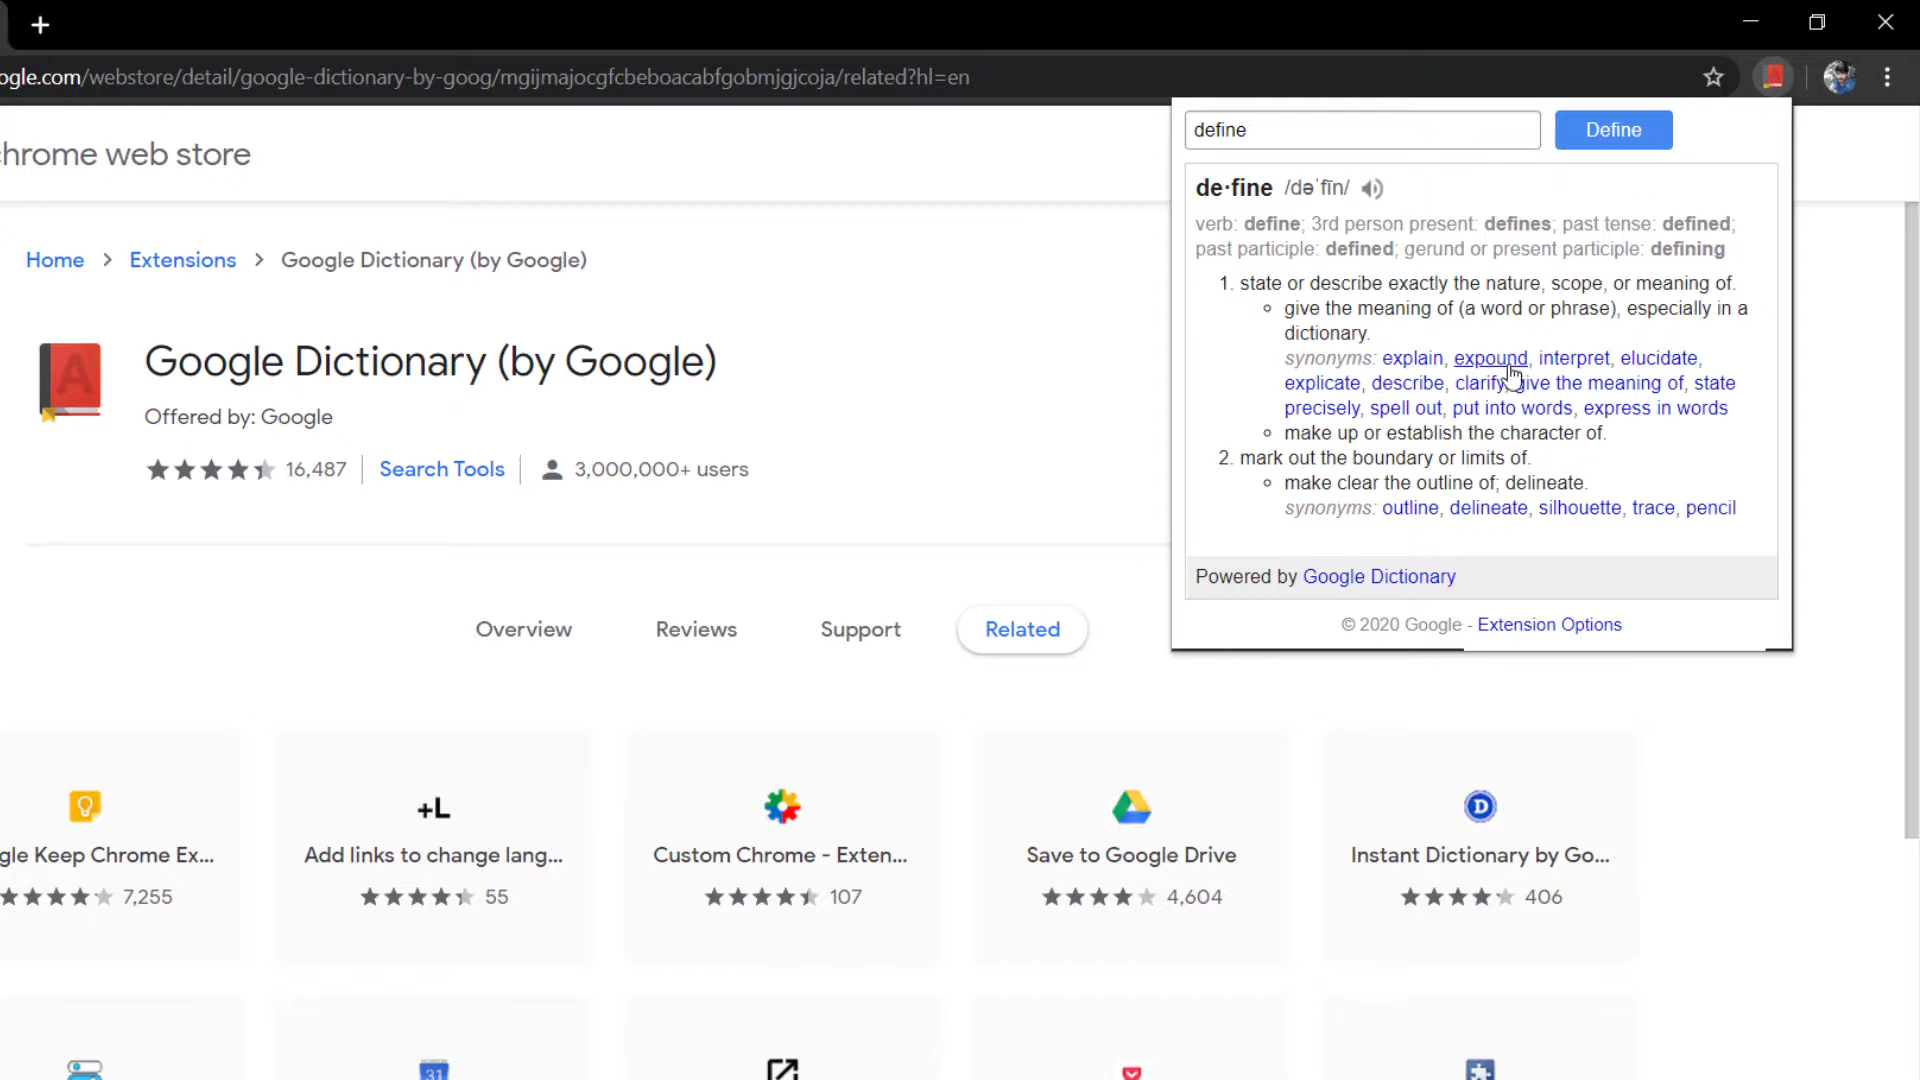 ogle.com/webstore/detail/google-dictionary-by-goog/mgijmajocgfcbeboacabfgobmjgjcoja/related?hl=en
chrome web store
Home > Extensions > Google Dictionary (by Google)
A
Google Dictionary (by Google)
Offered by: Google
16,487 Search Tools 3,000,000+ users
Overview Reviews Support Related
define Define
de·fine /dəˈfīn/
verb: define; 3rd person present: defines; past tense: defined;
past participle: defined; gerund or present participle: defining
1. state or describe exactly the nature, scope, or meaning of.
give the meaning of (a word or phrase), especially in a
dictionary.
synonyms: explain, expound, interpret, elucidate,
explicate, describe, clarify, give the meaning of, state
precisely, spell out, put into words, express in words
make up or establish the character of.
2. mark out the boundary or limits of.
make clear the outline of; delineate.
synonyms: outline, delineate, silhouette, trace, pencil
Powered by Google Dictionary
© 2020 Google - Extension Options
+L D
gle Keep Chrome Ex... Add links to change lang... Custom Chrome - Exten... Save to Google Drive Instant Dictionary by Go...
7,255 55 107 4,604 406
31